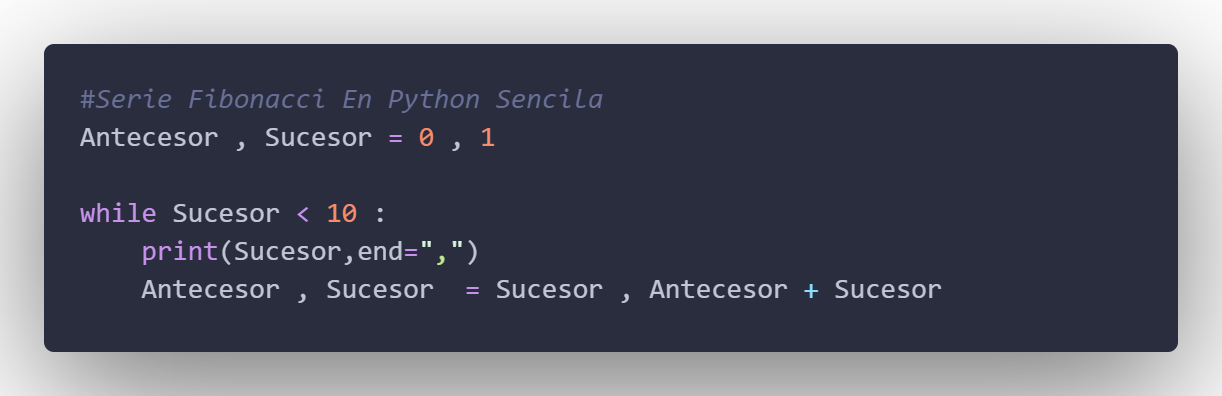 #Serie Fibonacci En Python Sencila
Antecesor , Sucesor = 0 , 1
while Sucesor < 10 :
    print(Sucesor,end=",")
    Antecesor , Sucesor  = Sucesor , Antecesor + Sucesor